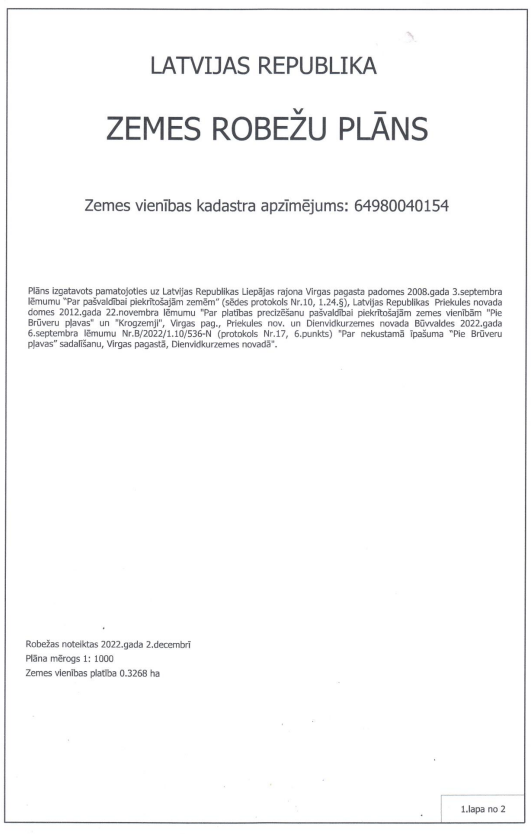 LATVIJAS REPUBLIKA
ZEMES ROBEŽU PLĀNS
Zemes vienības kadastra apzīmējums: 64980040154
Plāns izgatavots pamatojoties uz Latvijas Republikas Liepājas rajona Virgas pagasta padomes 2008.gada 3.septembra
lēmumu "Par pašvaldībai piekrītošajām zemēm" (sēdes protokols Nr.10, 1.24.§), Latvijas Republikas Priekules novada
domes 2012.gada 22.novembra lēmumu "Par platības precizēšanu pašvaldībai piekrītošajām zemes vienībām "Pie
Brūveru pļavas" un "Krogzemji", Virgas pag., Priekules nov. un Dienvidkurzemes novada Būvvaldes 2022.gada
6.septembra lēmumu Nr.B/2022/1.10/536-N (protokols Nr.17, 6.punkts) "Par nekustamā īpašuma "Pie Brūveru
pļavas" sadalīšanu, Virgas pagastā, Dienvidkurzemes novadā".
Robežas noteiktas 2022.gada 2.decembrī
Plāna mērogs 1: 1000
Zemes vienības platība 0.3268 ha
1.lapa no 2